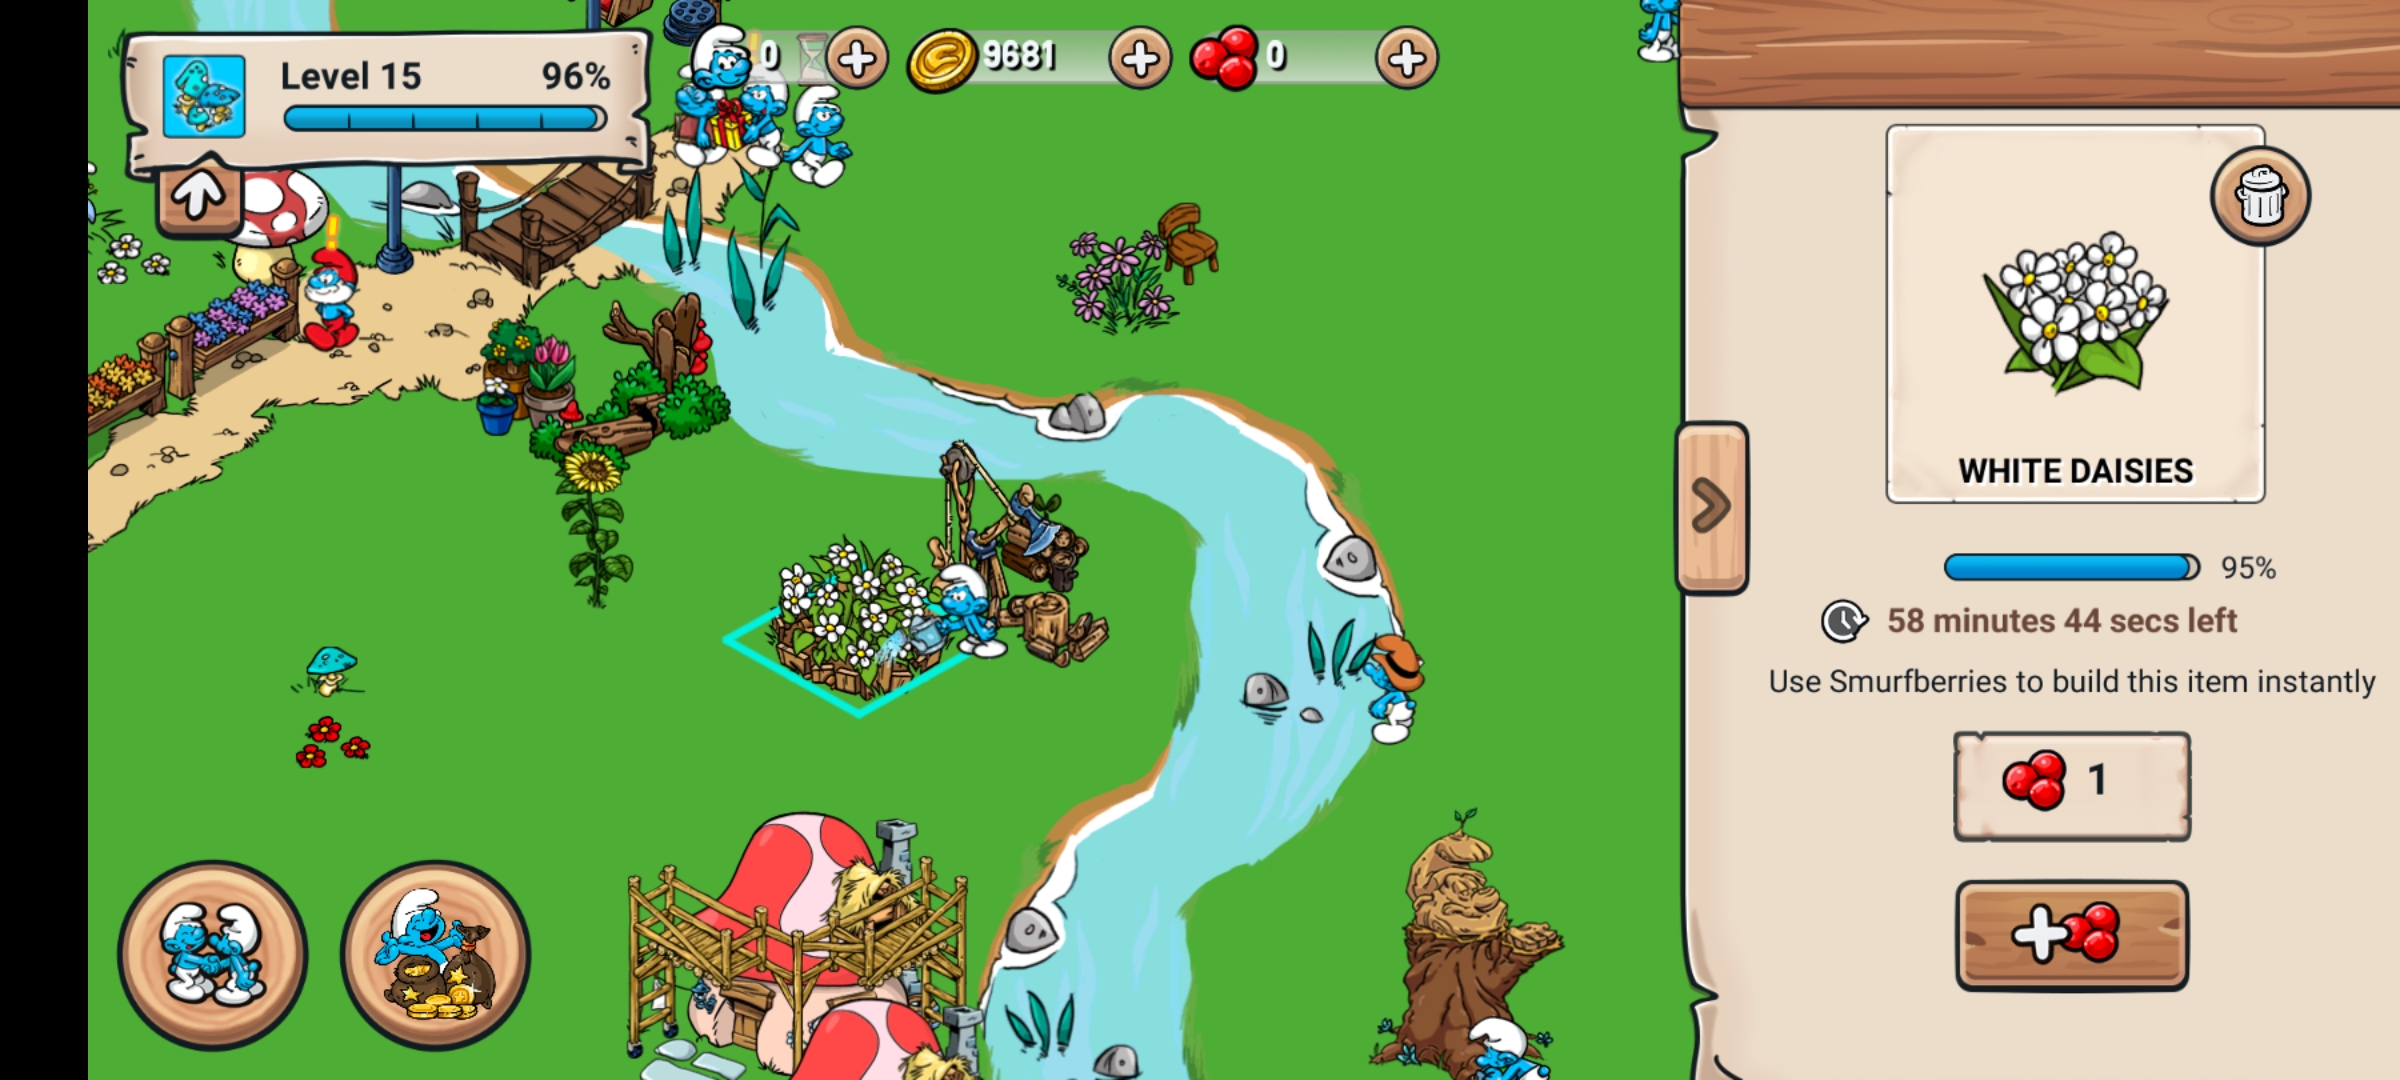 Level 15 96%
0
9681
0
WHITE DAISIES
95%
58 minutes 44 secs left
Use Smurfberries to build this item instantly
1